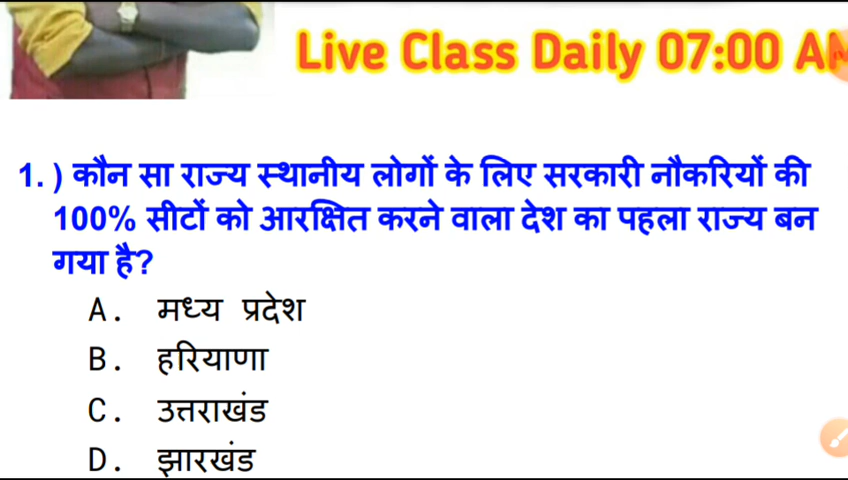 Live Class Daily 07:00 AM
1. ) कौन सा राज्य स्थानीय लोगों के लिए सरकारी नौकरियों की
100% सीटों को आरक्षित करने वाला देश का पहला राज्य बन
गया है?
A. मध्य प्रदेश
B. हरियाणा
C. उत्तराखंड
D. झारखंड